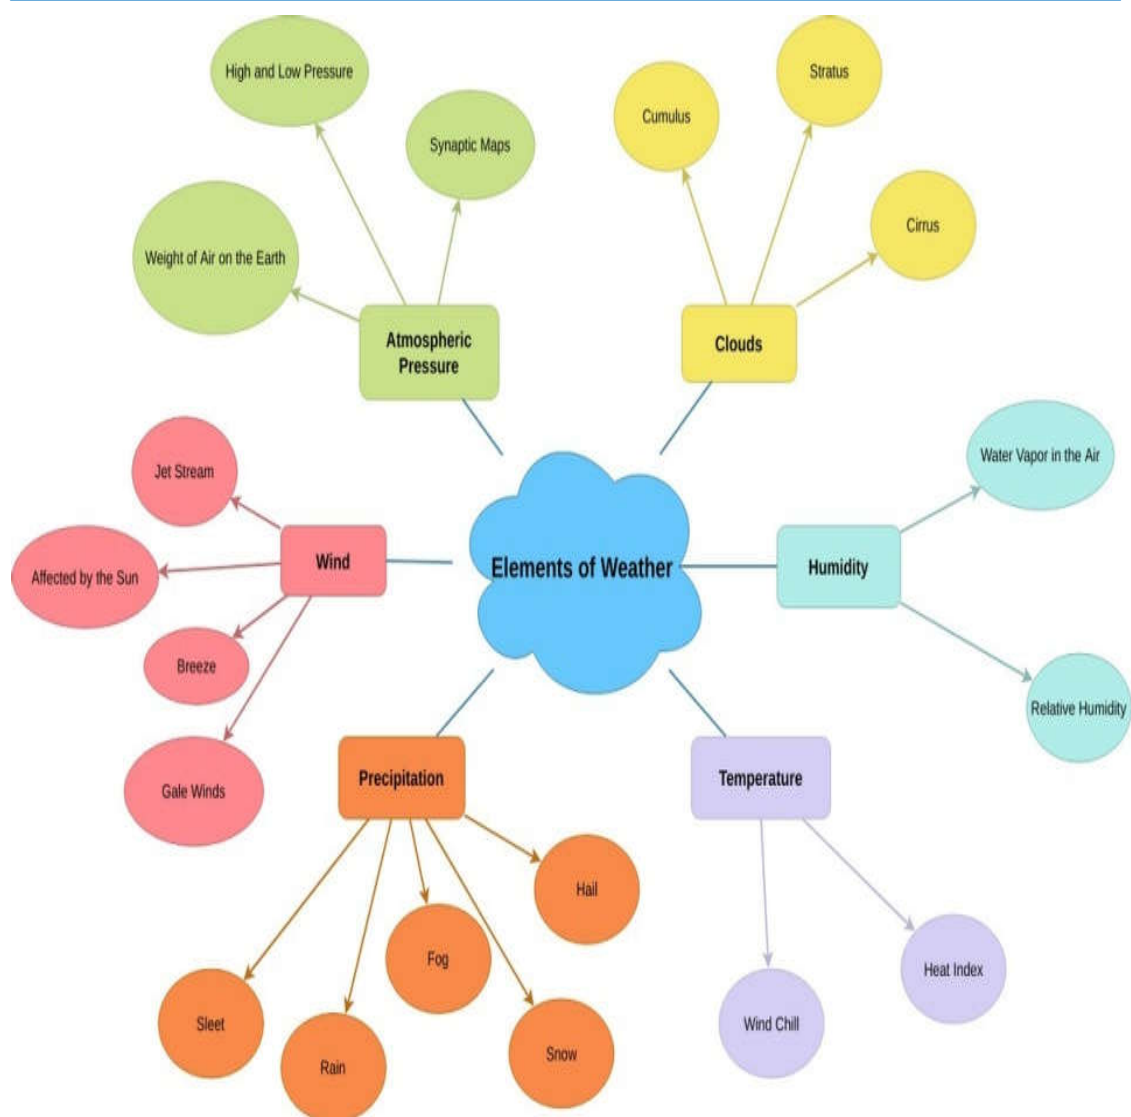 High and Low Pressure
Synaptic Maps
Weight of Air on the Earth
Atmospheric
Pressure
Cumulus
Stratus
Cirrus
Clouds
Jet Stream
Affected by the Sun
Breeze
Gale Winds
Wind
Elements of Weather
Humidity
Water Vapor in the Air
Relative Humidity
Precipitation
Sleet
Rain
Fog
Snow
Hail
Temperature
Wind Chill
Heat Index